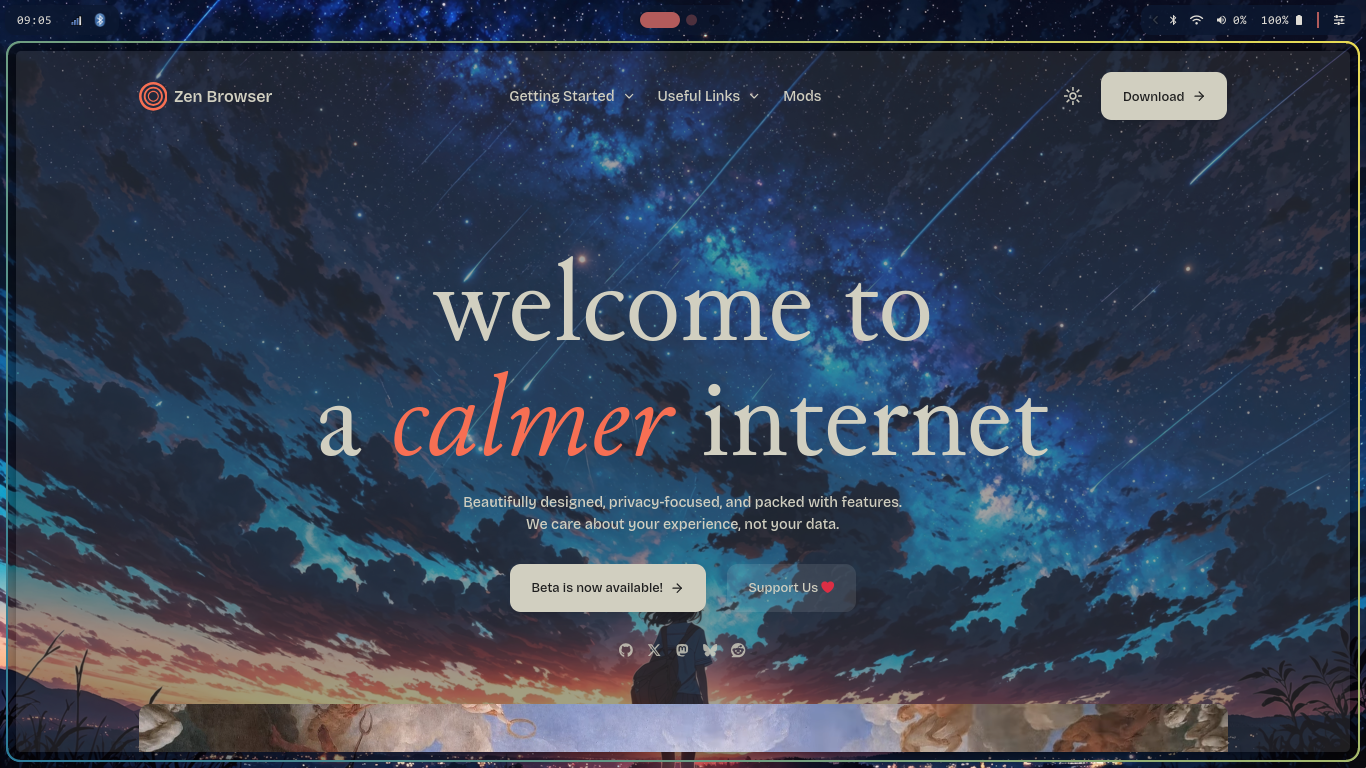 09:05
0% 100%
Zen Browser
Getting Started
Useful Links
Mods
Download
welcome to
a calmer internet
Beautifully designed, privacy-focused, and packed with features.
We care about your experience, not your data.
Beta is now available!
Support Us